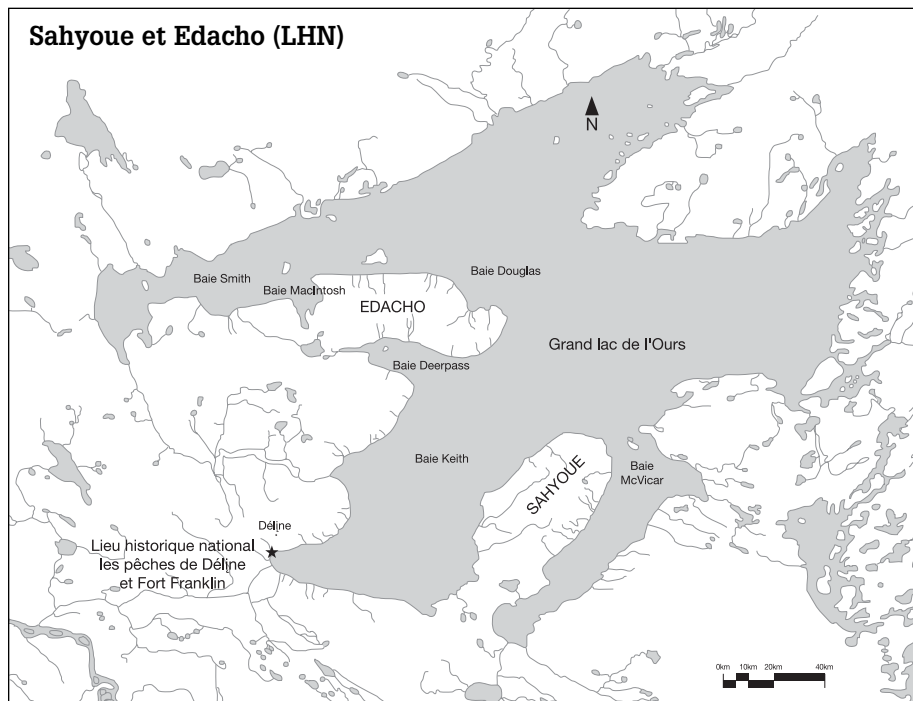 Sahyoue et Edacho (LHN)
N
Baie Smith
Baie MacIntosh
Baie Douglas
EDACHO
Grand lac de l'Ours
Baie Deerpass
Baie Keith
SAHYOUE
Baie
McVicar
Déline
Lieu historique national
les pêches de Déline
et Fort Franklin
0km 10km 20km 40km